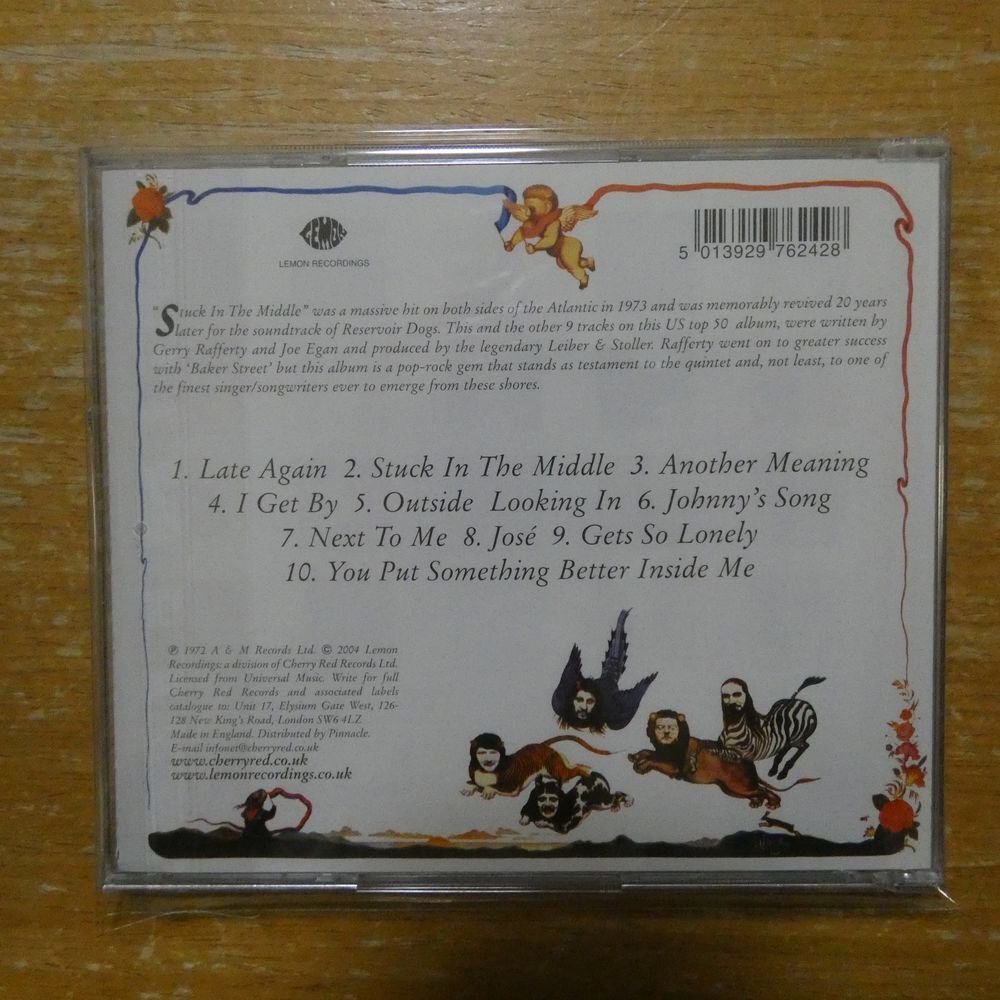 LEMON
LEMON RECORDINGS
5 013929 762428
"Stuck In The Middle" was a massive hit on both sides of the Atlantic in 1973 and was memorably revived 20 years
later for the soundtrack of Reservoir Dogs. This and the other 9 tracks on this US top 50 album, were written by
Gerry Rafferty and Joe Egan and produced by the legendary Leiber & Stoller. Rafferty went on to greater success
with 'Baker Street' but this album is a pop-rock gem that stands as testament to the quintet and, not least, to one of
the finest singer/songwriters ever to emerge from these shores.
1. Late Again 2. Stuck In The Middle 3. Another Meaning
4. I Get By 5. Outside Looking In 6. Johnny's Song
7. Next To Me 8. José 9. Gets So Lonely
10. You Put Something Better Inside Me
℗ 1972 A & M Records Ltd. © 2004 Lemon
Recordings: a division of Cherry Red Records Ltd.
Licensed from Universal Music. Write for full
Cherry Red Records and associated labels
catalogue to: Unit 17, Elysium Gate West, 126-
128 New King's Road, London SW6 4LZ
Made in England. Distributed by Pinnacle.
E-mail infonet@cherryred.co.uk
www.cherryred.co.uk
www.lemonrecordings.co.uk